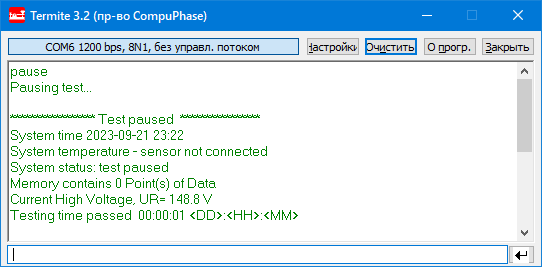 Termite 3.2 (пр-во CompuPhase)
COM6 1200 bps, 8N1, без управл. потоком
Настройки
Очистить
О прогр.
Закрыть
pause
Pausing test...
******************* Test paused ******************
System time 2023-09-21 23:22
System temperature - sensor not connected
System status: test paused
Memory contains 0 Point(s) of Data
Current High Voltage, UR= 148.8 V
Testing time passed 00:00:01 <DD>:<HH>:<MM>